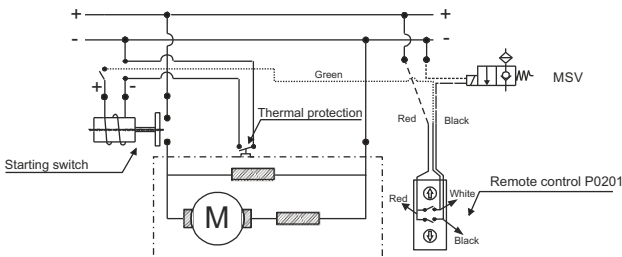 + +
- -
Green
MSV
+ -
Thermal protection
Red Black
Starting switch
Remote control P0201
Red White
M
Black